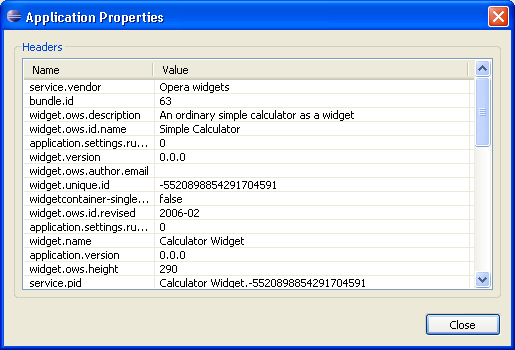 Application Properties
Headers
Name Value
service.vendor Opera widgets
bundle.id 63
widget.ows.description An ordinary simple calculator as a widget
widget.ows.id.name Simple Calculator
application.settings.ru... 0
widget.version 0.0.0
widget.ows.author.email
widget.unique.id -5520898854291704591
widgetcontainer-single... false
widget.ows.id.revised 2006-02
application.settings.ru... 0
widget.name Calculator Widget
application.version 0.0.0
widget.ows.height 290
service.pid Calculator Widget.-5520898854291704591
Close